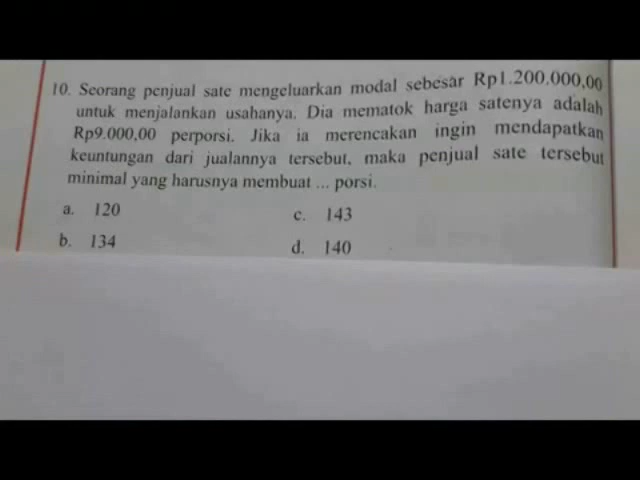 10. Seorang penjual sate mengeluarkan modal sebesar Rp1.200.000,00
untuk menjalankan usahanya. Dia mematok harga satenya adalah
Rp9.000,00 perporsi. Jika ia merencakan ingin mendapatkan
keuntungan dari jualannya tersebut, maka penjual sate tersebut
minimal yang harusnya membuat ... porsi.
a. 120 c. 143
b. 134 d. 140